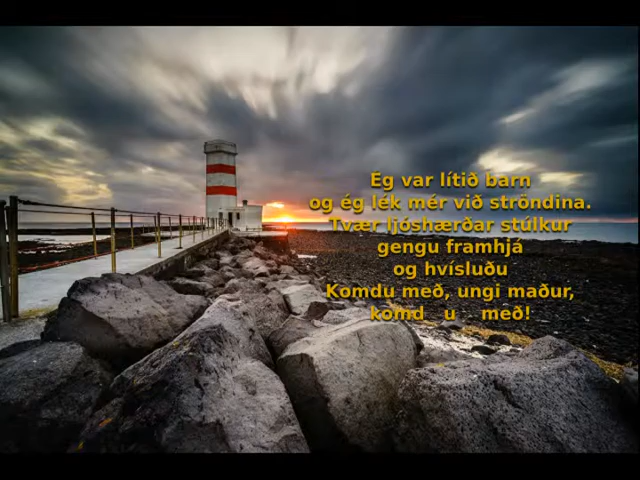 Eg var lítið barn
og ég lék mér við ströndina.
Tvær ljóshærðar stúlkur
gengu framhjá
og hvísluðu
Komdu með, ungi maður,
komd u með!